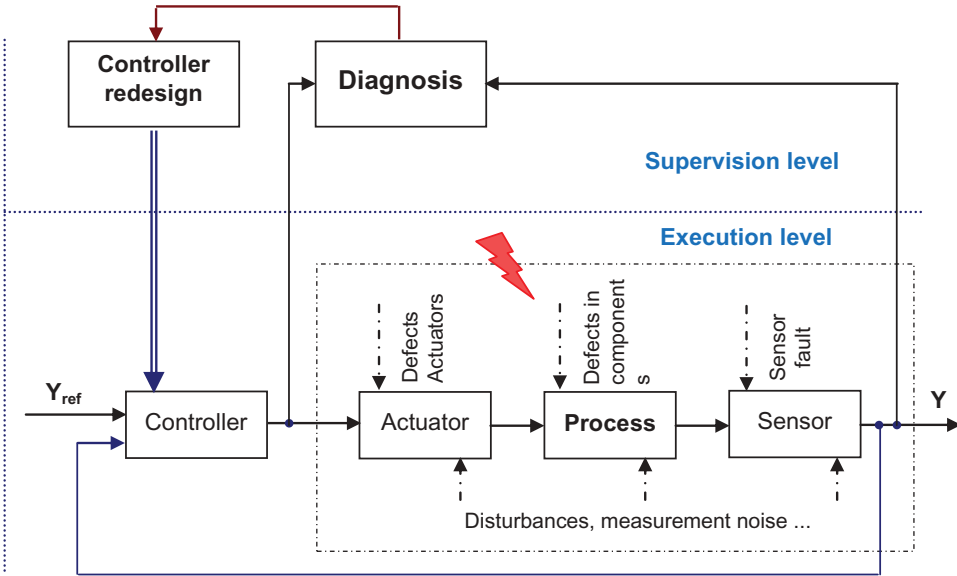 Controller
redesign
Diagnosis
Supervision level
Execution level
Defects
Actuators
Defects in
component
s
Sensor
fault
Yref
Controller
Actuator
Process
Sensor
Y
Disturbances, measurement noise ...